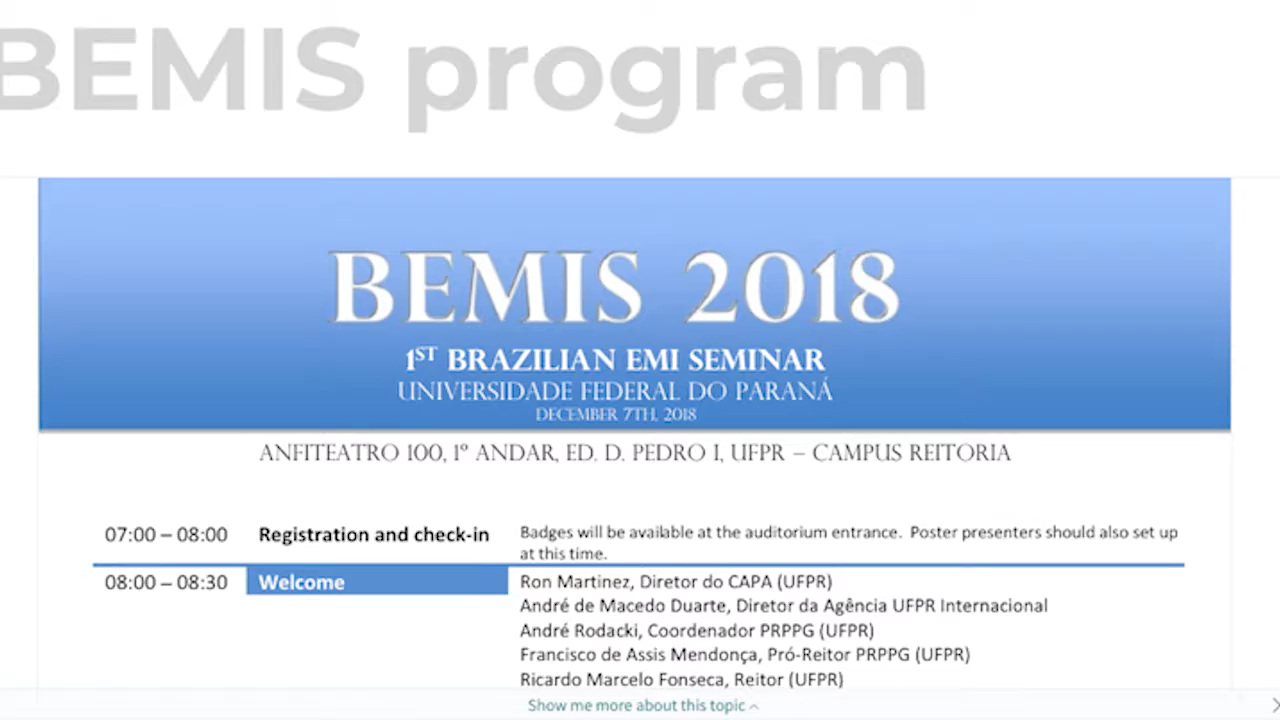 BEMIS program
BEMIS 2018
1ST BRAZILIAN EMI SEMINAR
UNIVERSIDADE FEDERAL DO PARANÁ
DECEMBER 7TH, 2018
ANFITEATRO 100, 1º ANDAR, ED. D. PEDRO I, UFPR – CAMPUS REITORIA
07:00 – 08:00 Registration and check-in Badges will be available at the auditorium entrance. Poster presenters should also set up
at this time.
08:00 – 08:30 Welcome Ron Martinez, Diretor do CAPA (UFPR)
André de Macedo Duarte, Diretor da Agência UFPR Internacional
André Rodacki, Coordenador PRPPG (UFPR)
Francisco de Assis Mendonça, Pró-Reitor PRPPG (UFPR)
Ricardo Marcelo Fonseca, Reitor (UFPR)
Show me more about this topic